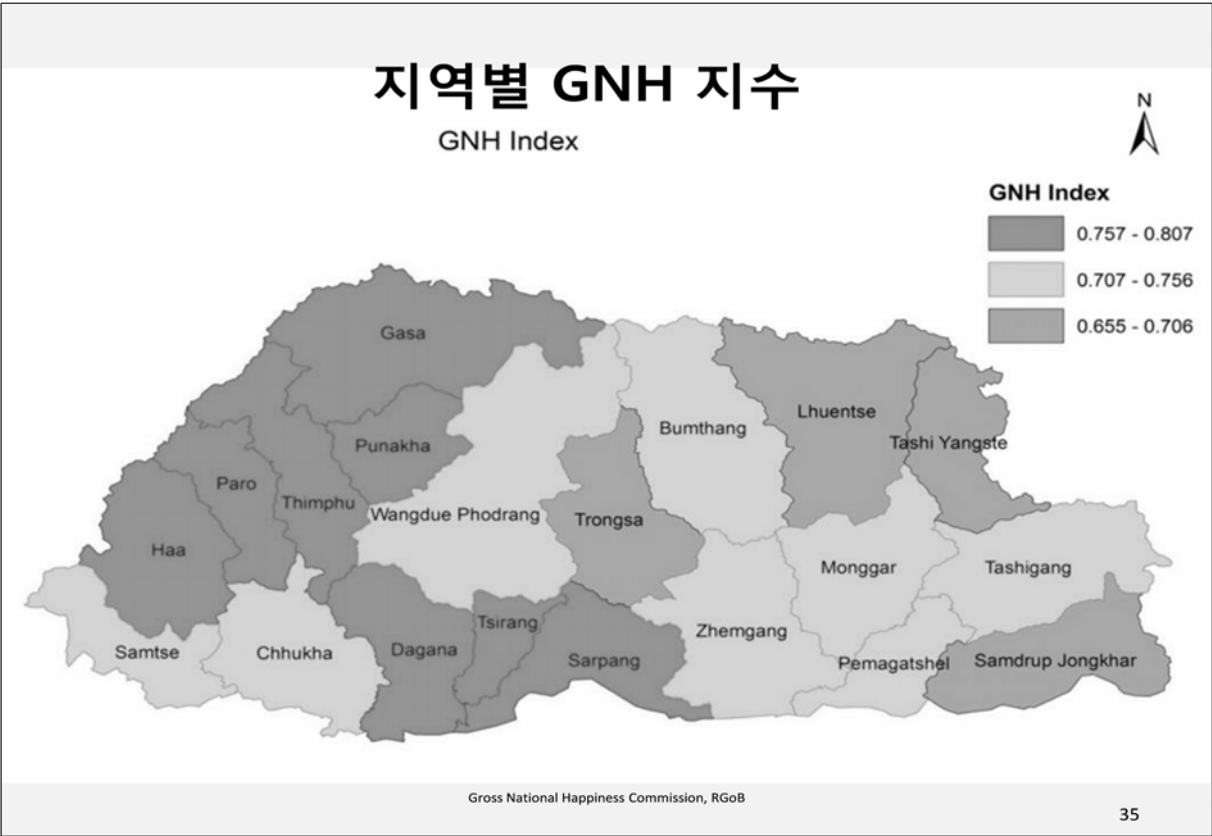 지역별 GNH 지수
GNH Index
N
GNH Index
0.757 - 0.807
0.707 - 0.756
0.655 - 0.706
Gasa
Bumthang
Lhuentse
Tashi Yangste
Punakha
Paro
Thimphu
Wangdue Phodrang
Trongsa
Haa
Monggar
Tashigang
Samtse
Chhukha
Dagana
Tsirang
Sarpang
Zhemgang
Pemagatshel
Samdrup Jongkhar
Gross National Happiness Commission, RGoB
35